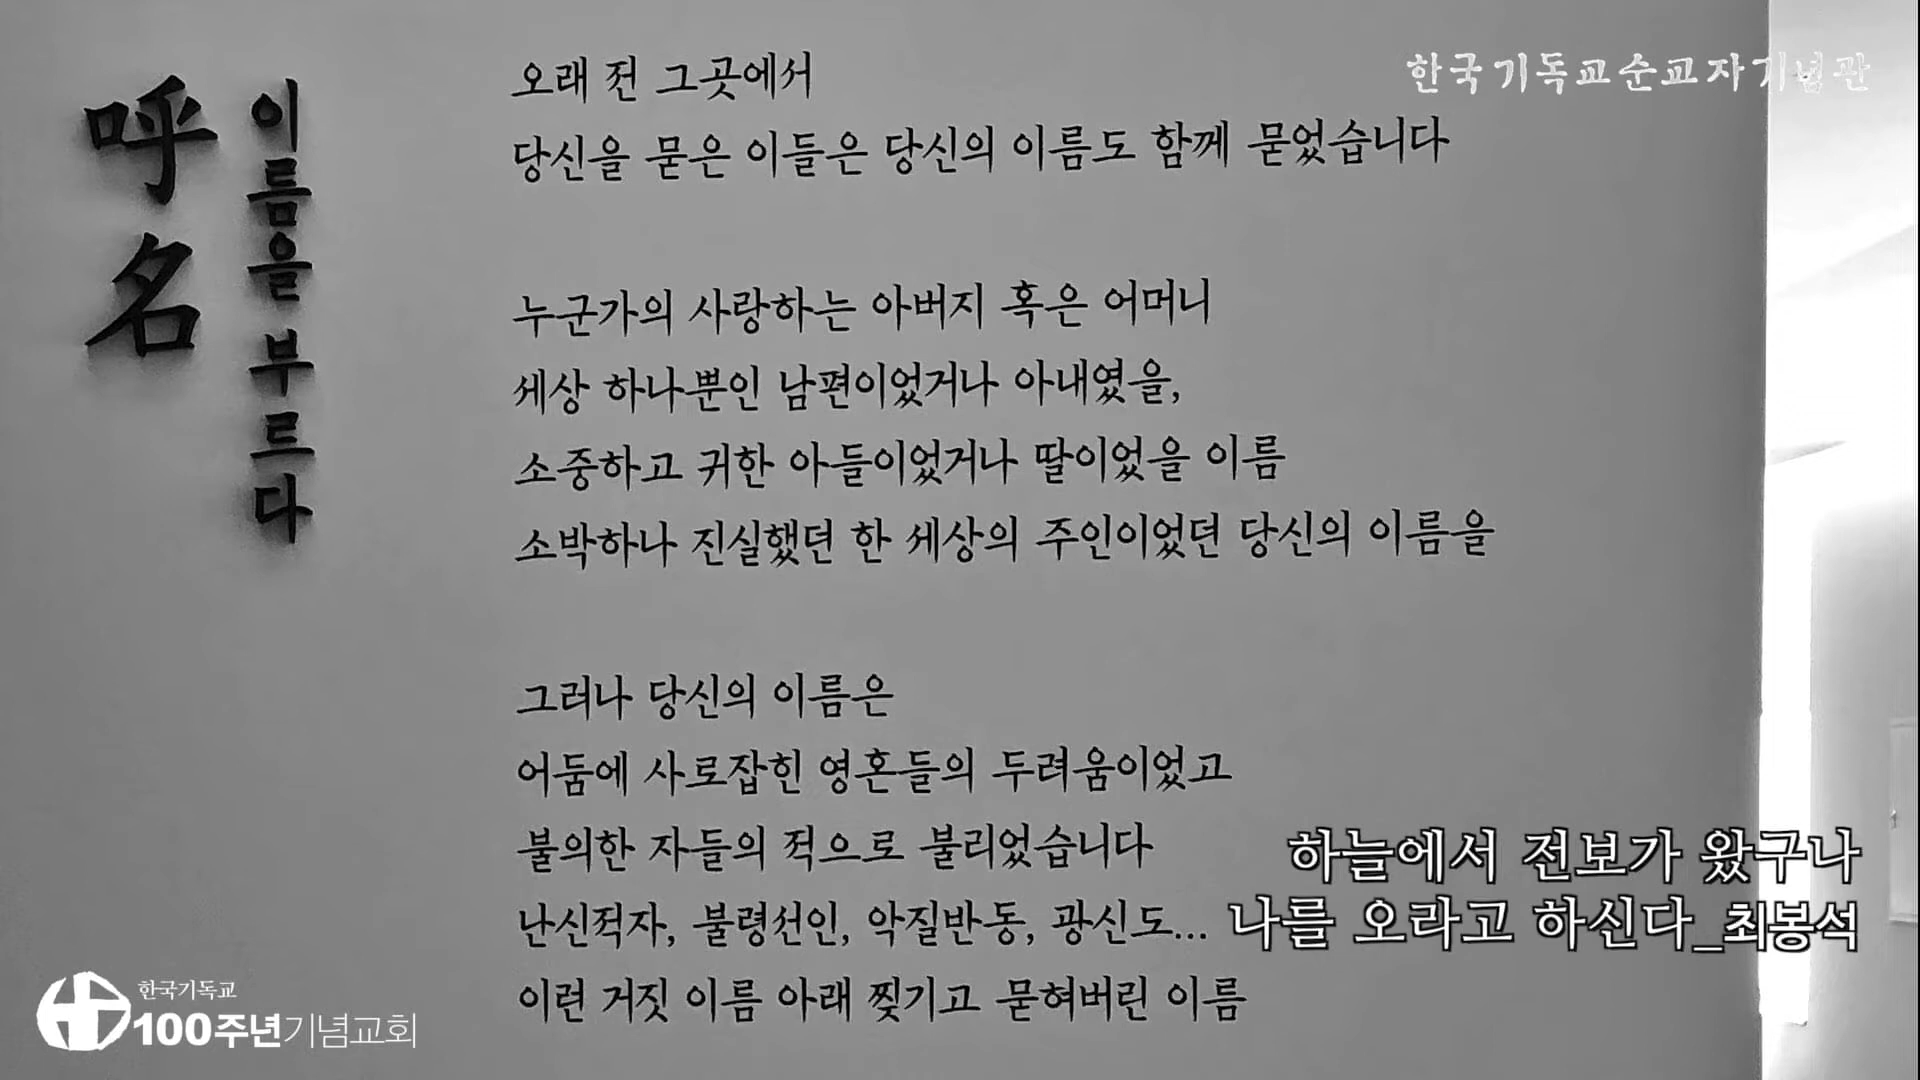 呼名
이름을 부르다
오래 전 그곳에서
당신을 묻은 이들은 당신의 이름도 함께 묻었습니다
누군가의 사랑하는 아버지 혹은 어머니
세상 하나뿐인 남편이었거나 아내였을,
소중하고 귀한 아들이었거나 딸이었을 이름
소박하나 진실했던 한 세상의 주인이었던 당신의 이름을
그러나 당신의 이름은
어둠에 사로잡힌 영혼들의 두려움이었고
불의한 자들의 적으로 불리었습니다
난신적자, 불령선인, 악질반동, 광신도...
이런 거짓 이름 아래 찢기고 묻혀버린 이름
한국기독교순교자기념관
하늘에서 전보가 왔구나
나를 오라고 하신다_최봉석
한국기독교
100주년기념교회